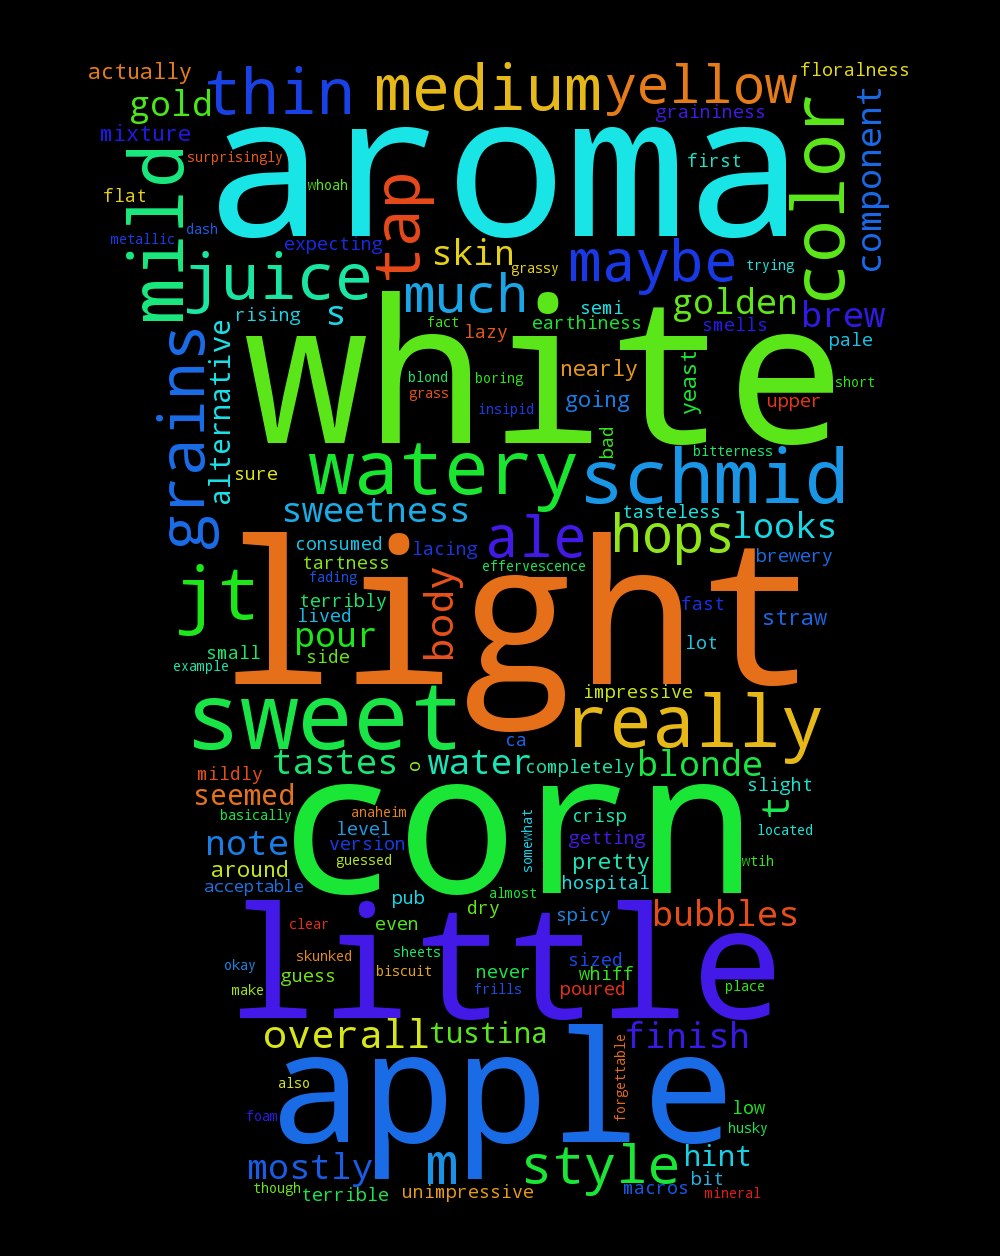 actually
thin
medium
yellow
floralness
gold
mixture
surprisingly
whoah
aroma
graininess
first
color
component
mild
flat
metallic
dash
expecting
tap
skin
grassy
maybe
trying
juice
rising
s
much
fact
lazy
semi
earthiness
golden
smells
brew
pale
grains
alternative
white
blond
grass
boring
insipid
nearly
going
yeast
upper
short
bad
bitterness
sure
watery
schmid
sweetness
tasteless
hops
looks
ale
consumed
tartness
lacing
effervescence
brewery
fading
terribly
lived
light
body
fast
straw
jt
pour
side
small
example
lot
impressive
sweet
really
ca
tastes
o
water
completely
blonde
mildly
seemed
basically
slight
t
located
anaheim
level
version
guessed
corn
somewhat
crisp
getting
pretty
hospital
wtih
note
around
acceptable
pub
almost
dry
spicy
bubbles
clear
even
little
skunked
sheets
okay
guess
biscuit
make
never
frills
sized
whiff
poured
place
overall
tustina
finish
apple
also
foam
forgettable
low
husky
mostly
m
style
hint
bit
though
terrible
unimpressive
macros
mineral